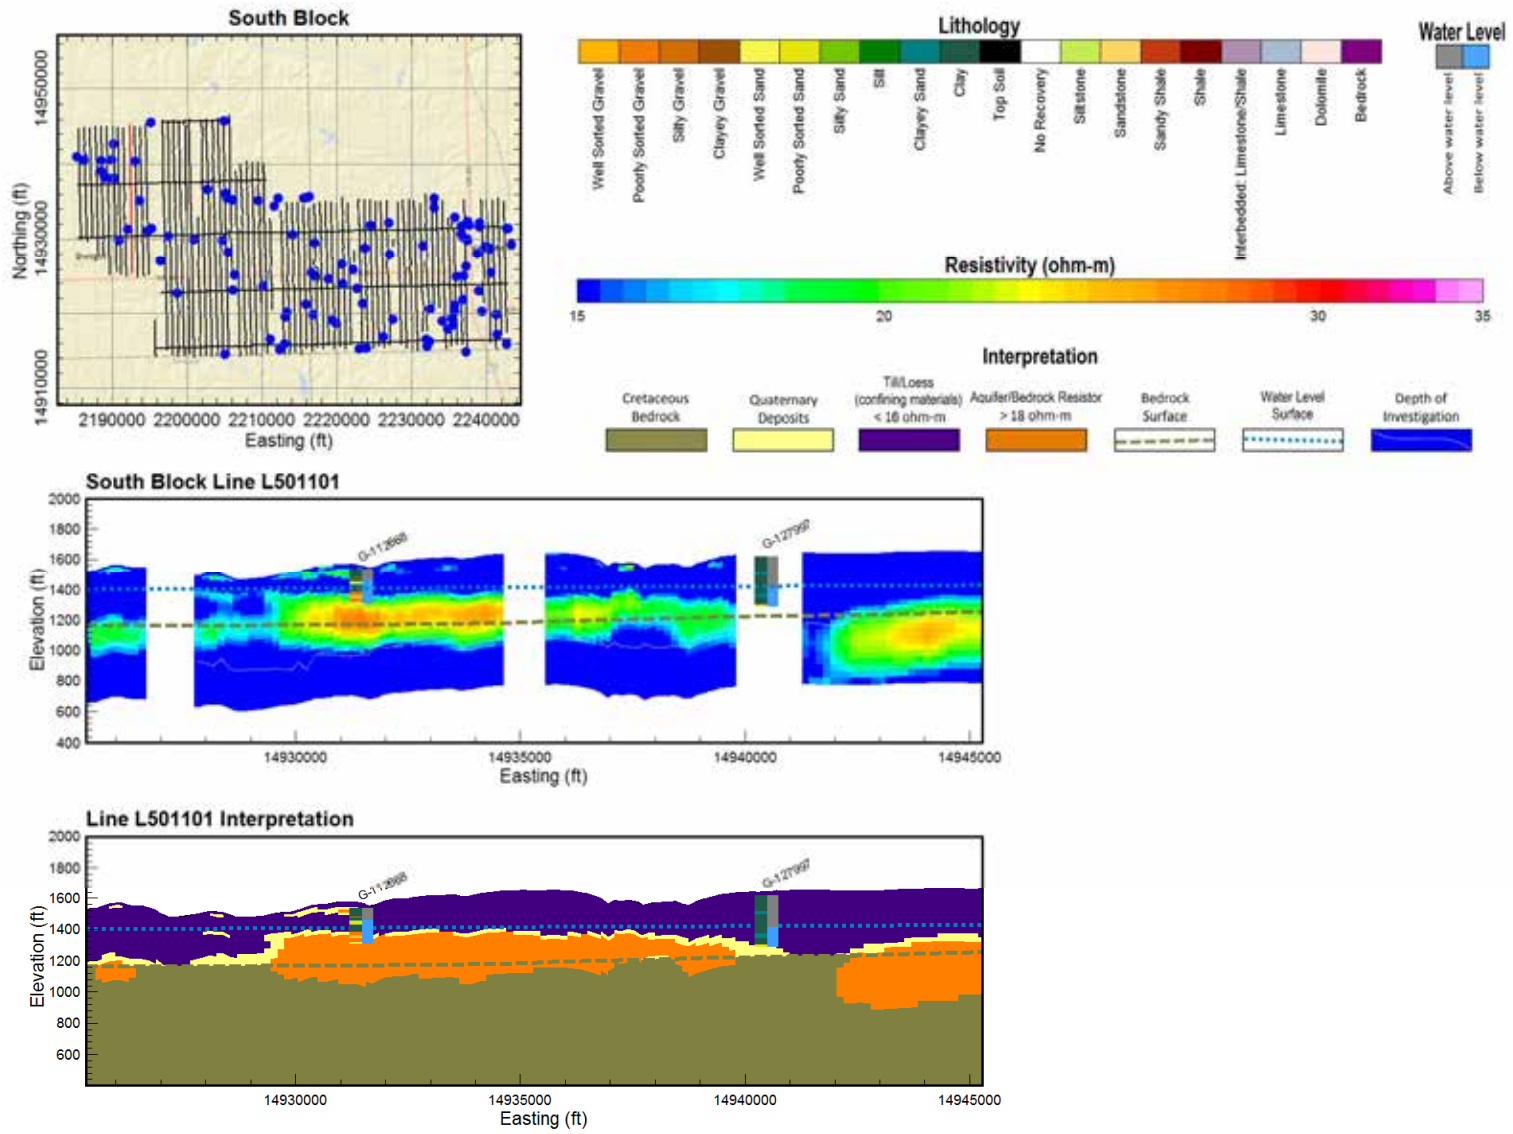 South Block
14950000
14930000
14910000
Northing (ft)
2190000 2200000 2210000 2220000 2230000 2240000
Easting (ft)
Lithology
Well Sorted Gravel
Poorly Sorted Gravel
Silty Gravel
Clayey Gravel
Well Sorted Sand
Poorly Sorted Sand
Silty Sand
Silt
Clayey Sand
Clay
Top Soil
No Recovery
Siltstone
Sandstone
Sandy Shale
Shale
Interbedded: Limestone/Shale
Limestone
Dolomite
Bedrock
Water Level
Above water level
Below water level
Resistivity (ohm-m)
15 20 30 35
Interpretation
Cretaceous
Bedrock
Quaternary
Deposits
Till/Loess
(confining materials)
< 16 ohm-m
Aquifer/Bedrock Resistor
> 18 ohm-m
Bedrock
Surface
Water Level
Surface
Depth of
Investigation
South Block Line L501101
2000
1800
1600
1400
1200
1000
800
600
400
Elevation (ft)
G-112668
G-127997
14930000 14935000 14940000 14945000
Easting (ft)
Line L501101 Interpretation
2000
1800
1600
1400
1200
1000
800
600
Elevation (ft)
G-112668
G-127997
14930000 14935000 14940000 14945000
Easting (ft)